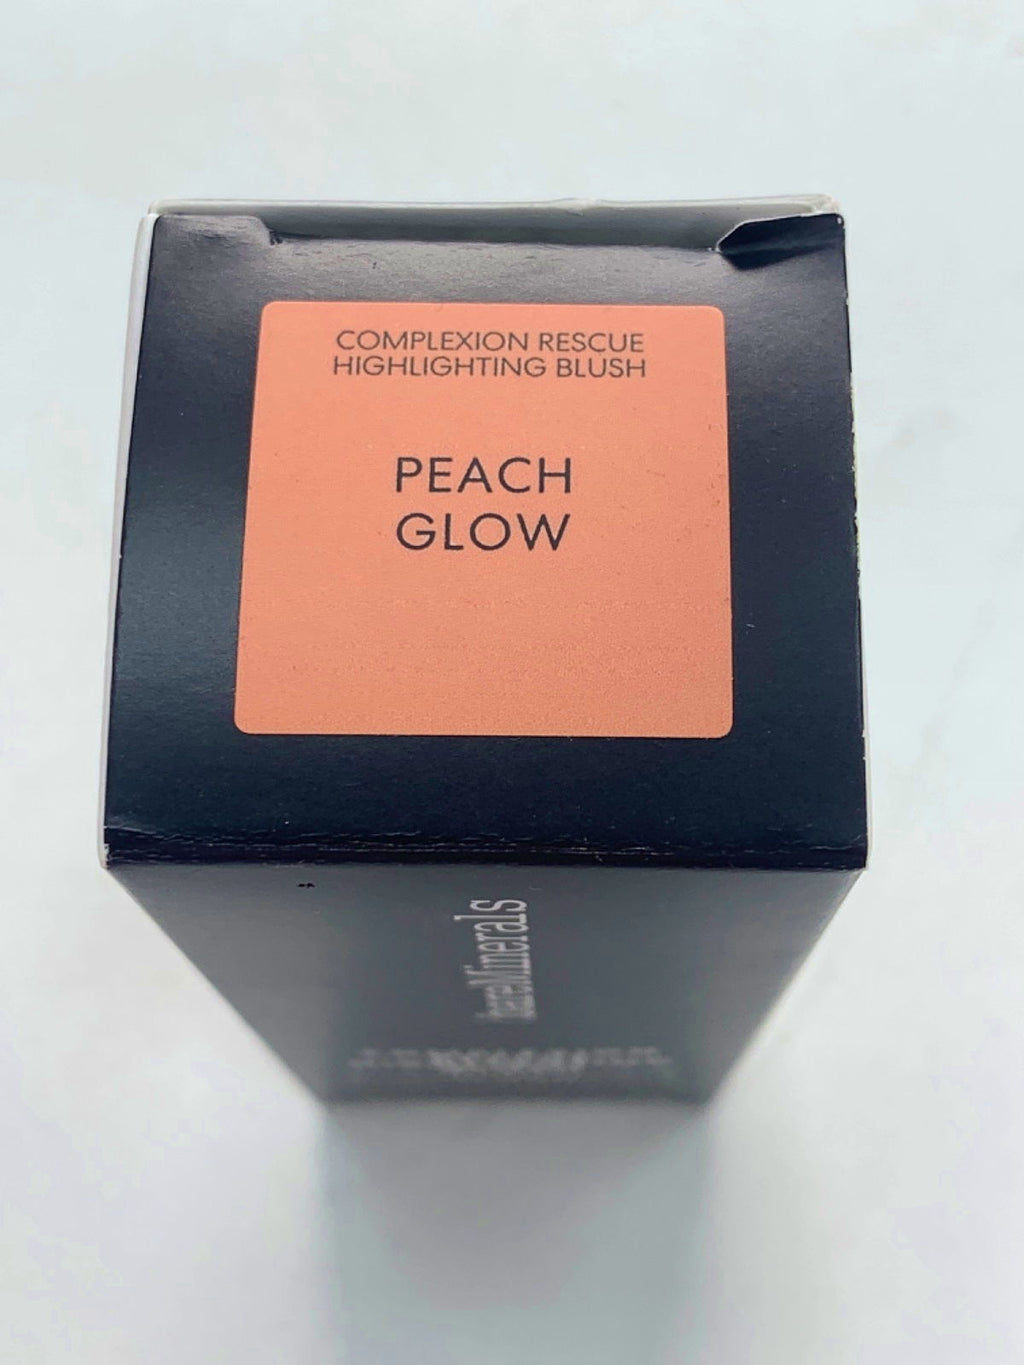 COMPLEXION RESCUE
HIGHLIGHTING BLUSH
PEACH
GLOW
bareMinerals